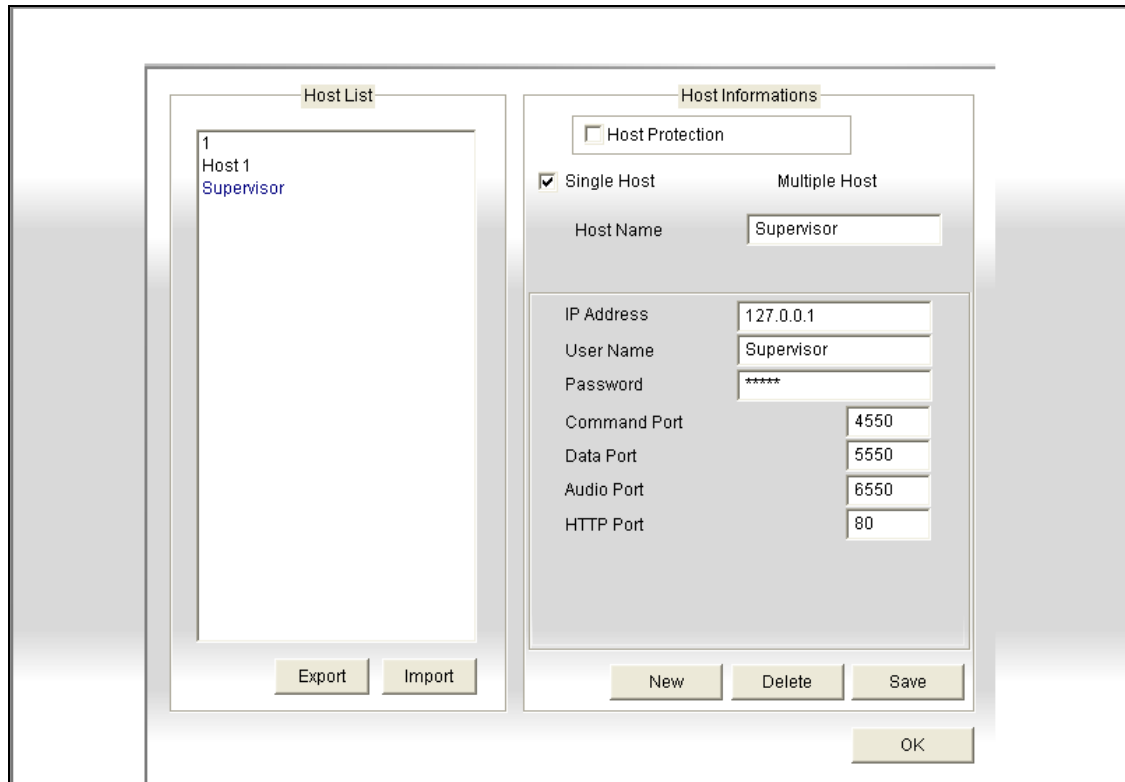 Host List
1
Host 1
Supervisor
Export Import
Host Informations
Host Protection
Single Host Multiple Host
Host Name Supervisor
IP Address 127.0.0.1
User Name Supervisor
Password *****
Command Port 4550
Data Port 5550
Audio Port 6550
HTTP Port 80
New Delete Save
OK